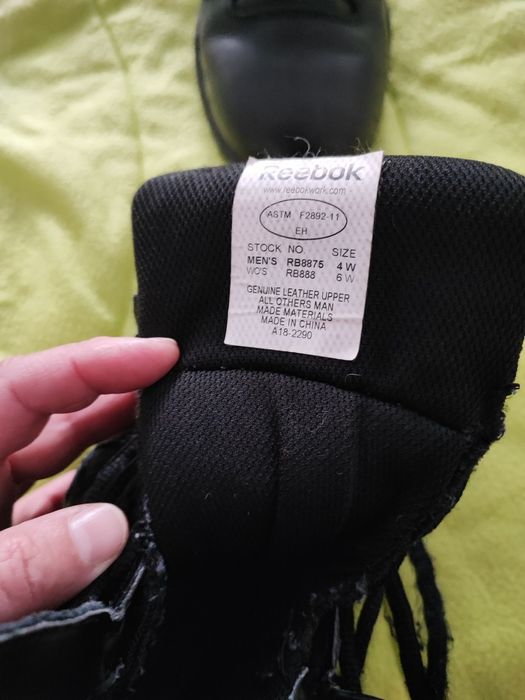 Reebok
www.reebokwork.com
ASTM F2892-11
EH
STOCK NO. SIZE
MEN'S RB8875 4 W
WO'S RB888 6 W
GENUINE LEATHER UPPER
ALL OTHERS MAN
MADE MATERIALS
MADE IN CHINA
A18-2290